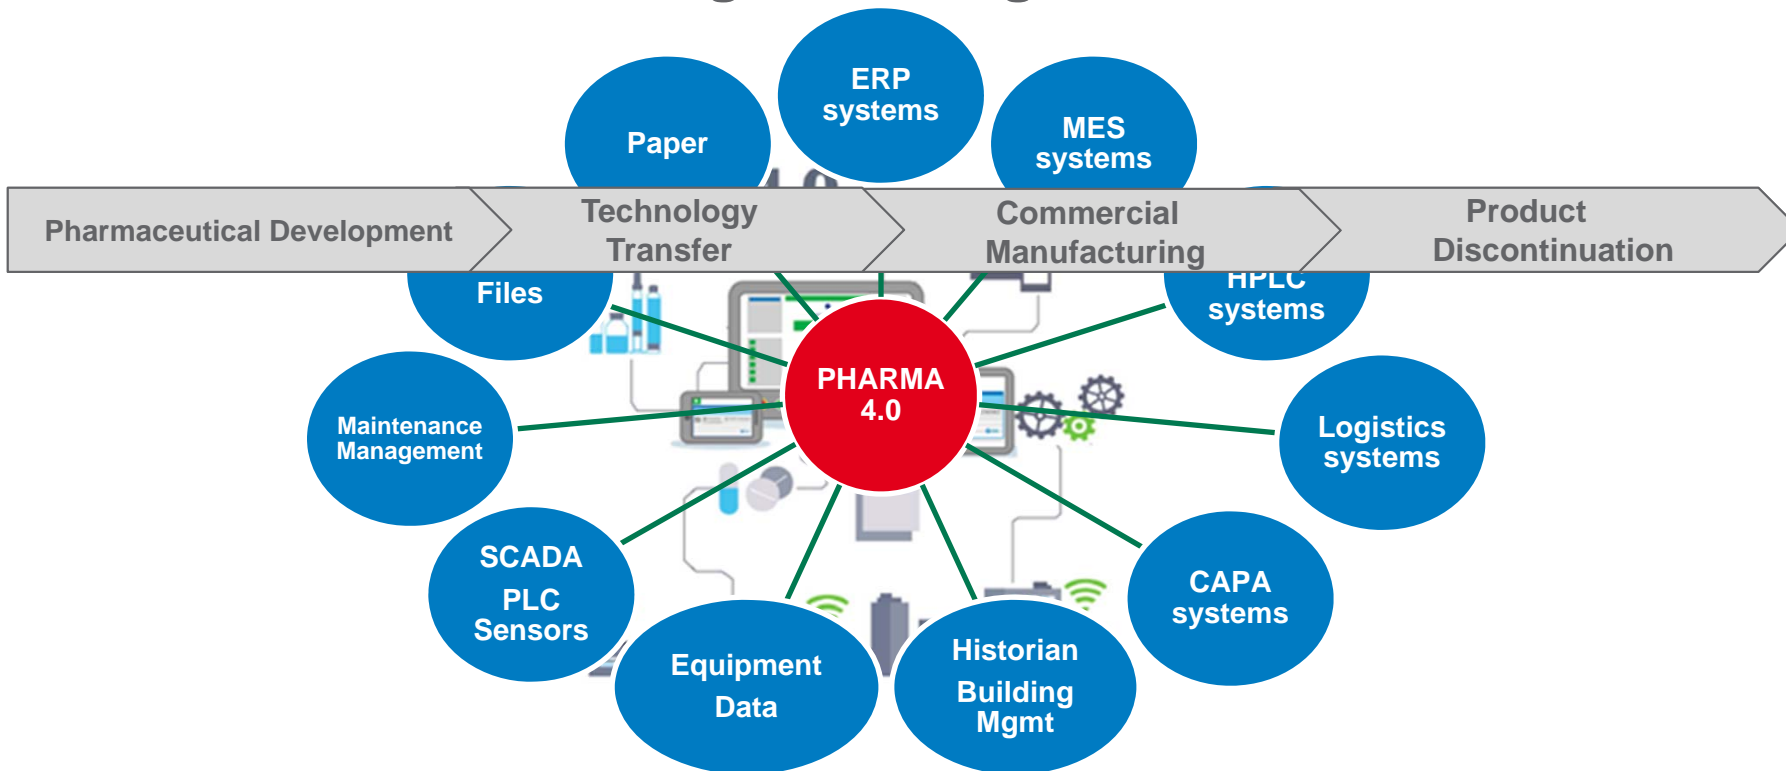 ERP
systems
Paper
MES
systems
Pharmaceutical Development
Technology
Transfer
Commercial
Manufacturing
Product
Discontinuation
Files
HPLC
systems
PHARMA
4.0
Maintenance
Management
Logistics
systems
SCADA
PLC
Sensors
CAPA
systems
Equipment
Data
Historian
Building
Mgmt